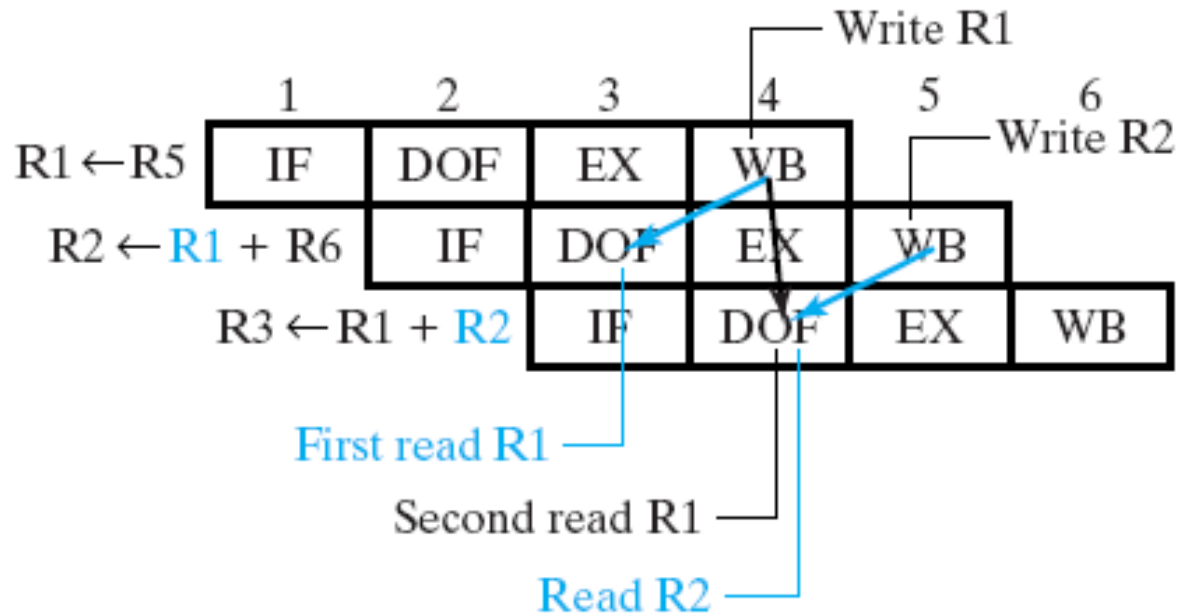 Write R1
1 2 3 4 5 6
Write R2
R1 ← R5 IF DOF EX WB
R2 ← R1 + R6 IF DOF EX WB
R3 ← R1 + R2 IF DOF EX WB
First read R1
Second read R1
Read R2